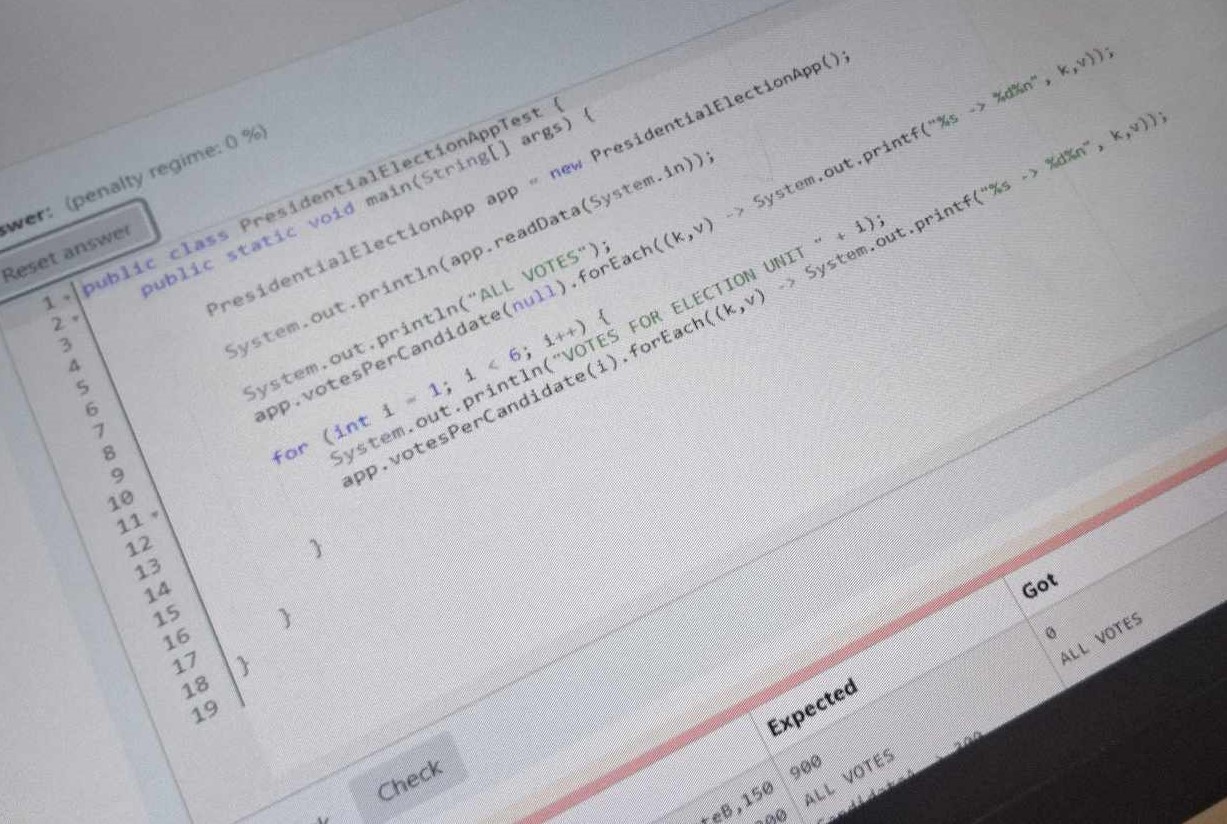 swer: (penalty regime: 0 %)
Reset answer
1 public class PresidentialElectionAppTest {
2 public static void main(String[] args) {
3
4 PresidentialElectionApp app = new PresidentialElectionApp();
5
6 System.out.println(app.readData(System.in));
7
8 System.out.println("ALL VOTES");
9 app.votesPerCandidate(null).forEach((k,v) -> System.out.printf("%s -> %d%n", k,v));
10
11 for (int i = 1; i < 6; i++) {
12 System.out.println("VOTES FOR ELECTION UNIT " + i);
13 app.votesPerCandidate(i).forEach((k,v) -> System.out.printf("%s -> %d%n", k,v));
14
15 }
16
17 }
18 }
19
Check
Expected Got
teB,150 900 0
ALL VOTES ALL VOTES